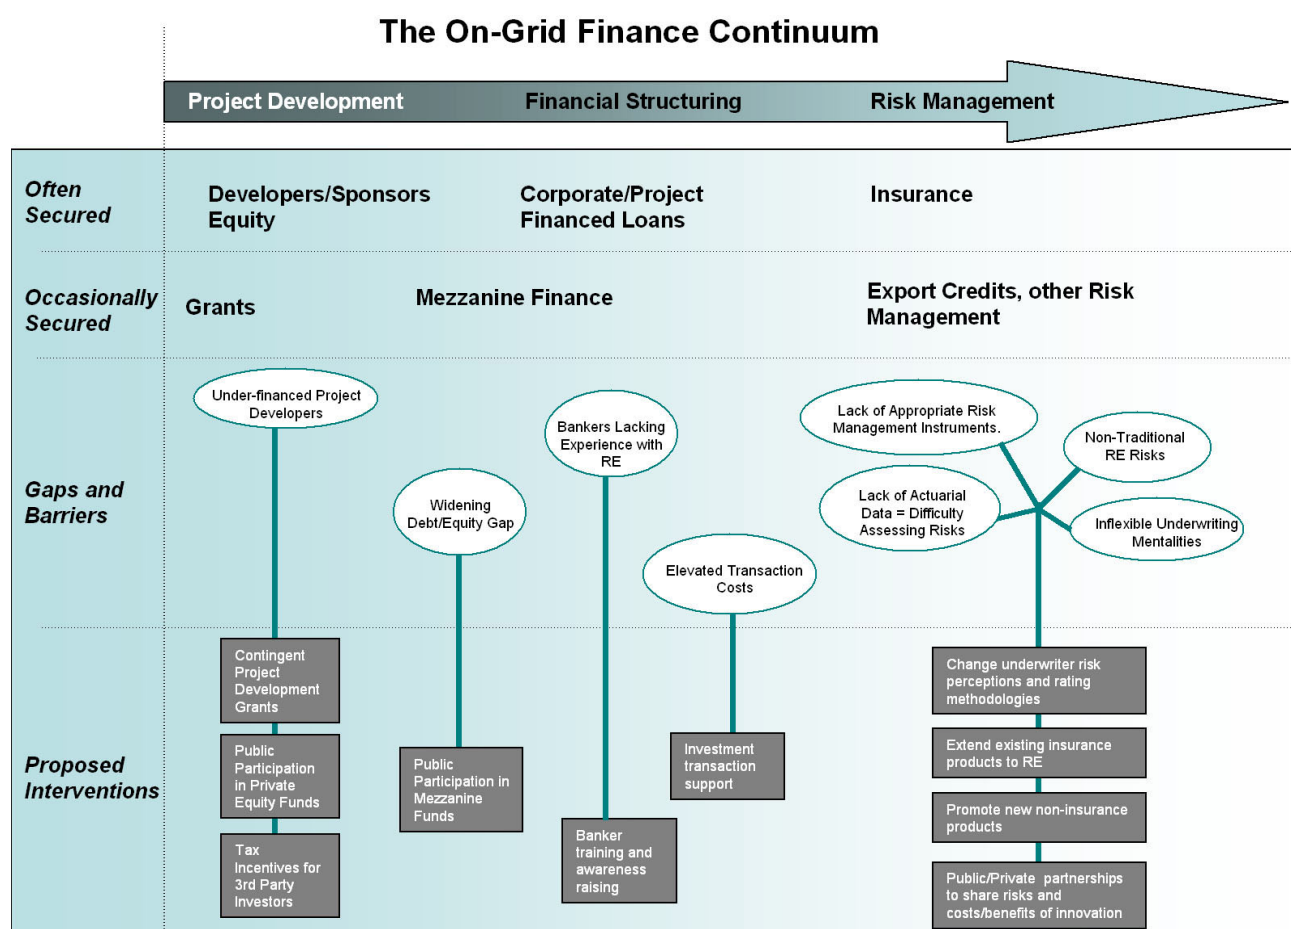 The On-Grid Finance Continuum
Project Development
Financial Structuring
Risk Management
Often
Secured
Developers/Sponsors
Equity
Corporate/Project
Financed Loans
Insurance
Occasionally
Secured
Grants
Mezzanine Finance
Export Credits, other Risk
Management
Gaps and
Barriers
Under-financed Project
Developers
Widening
Debt/Equity Gap
Bankers Lacking
Experience with
RE
Elevated Transaction
Costs
Lack of Appropriate Risk
Management Instruments.
Non-Traditional
RE Risks
Lack of Actuarial
Data = Difficulty
Assessing Risks
Inflexible Underwriting
Mentalities
Proposed
Interventions
Contingent
Project
Development
Grants
Public
Participation
in Private
Equity Funds
Tax
Incentives for
3rd Party
Investors
Public
Participation in
Mezzanine
Funds
Banker
training and
awareness
raising
Investment
transaction
support
Change underwriter risk
perceptions and rating
methodologies
Extend existing insurance
products to RE
Promote new non-insurance
products
Public/Private partnerships
to share risks and
costs/benefits of innovation